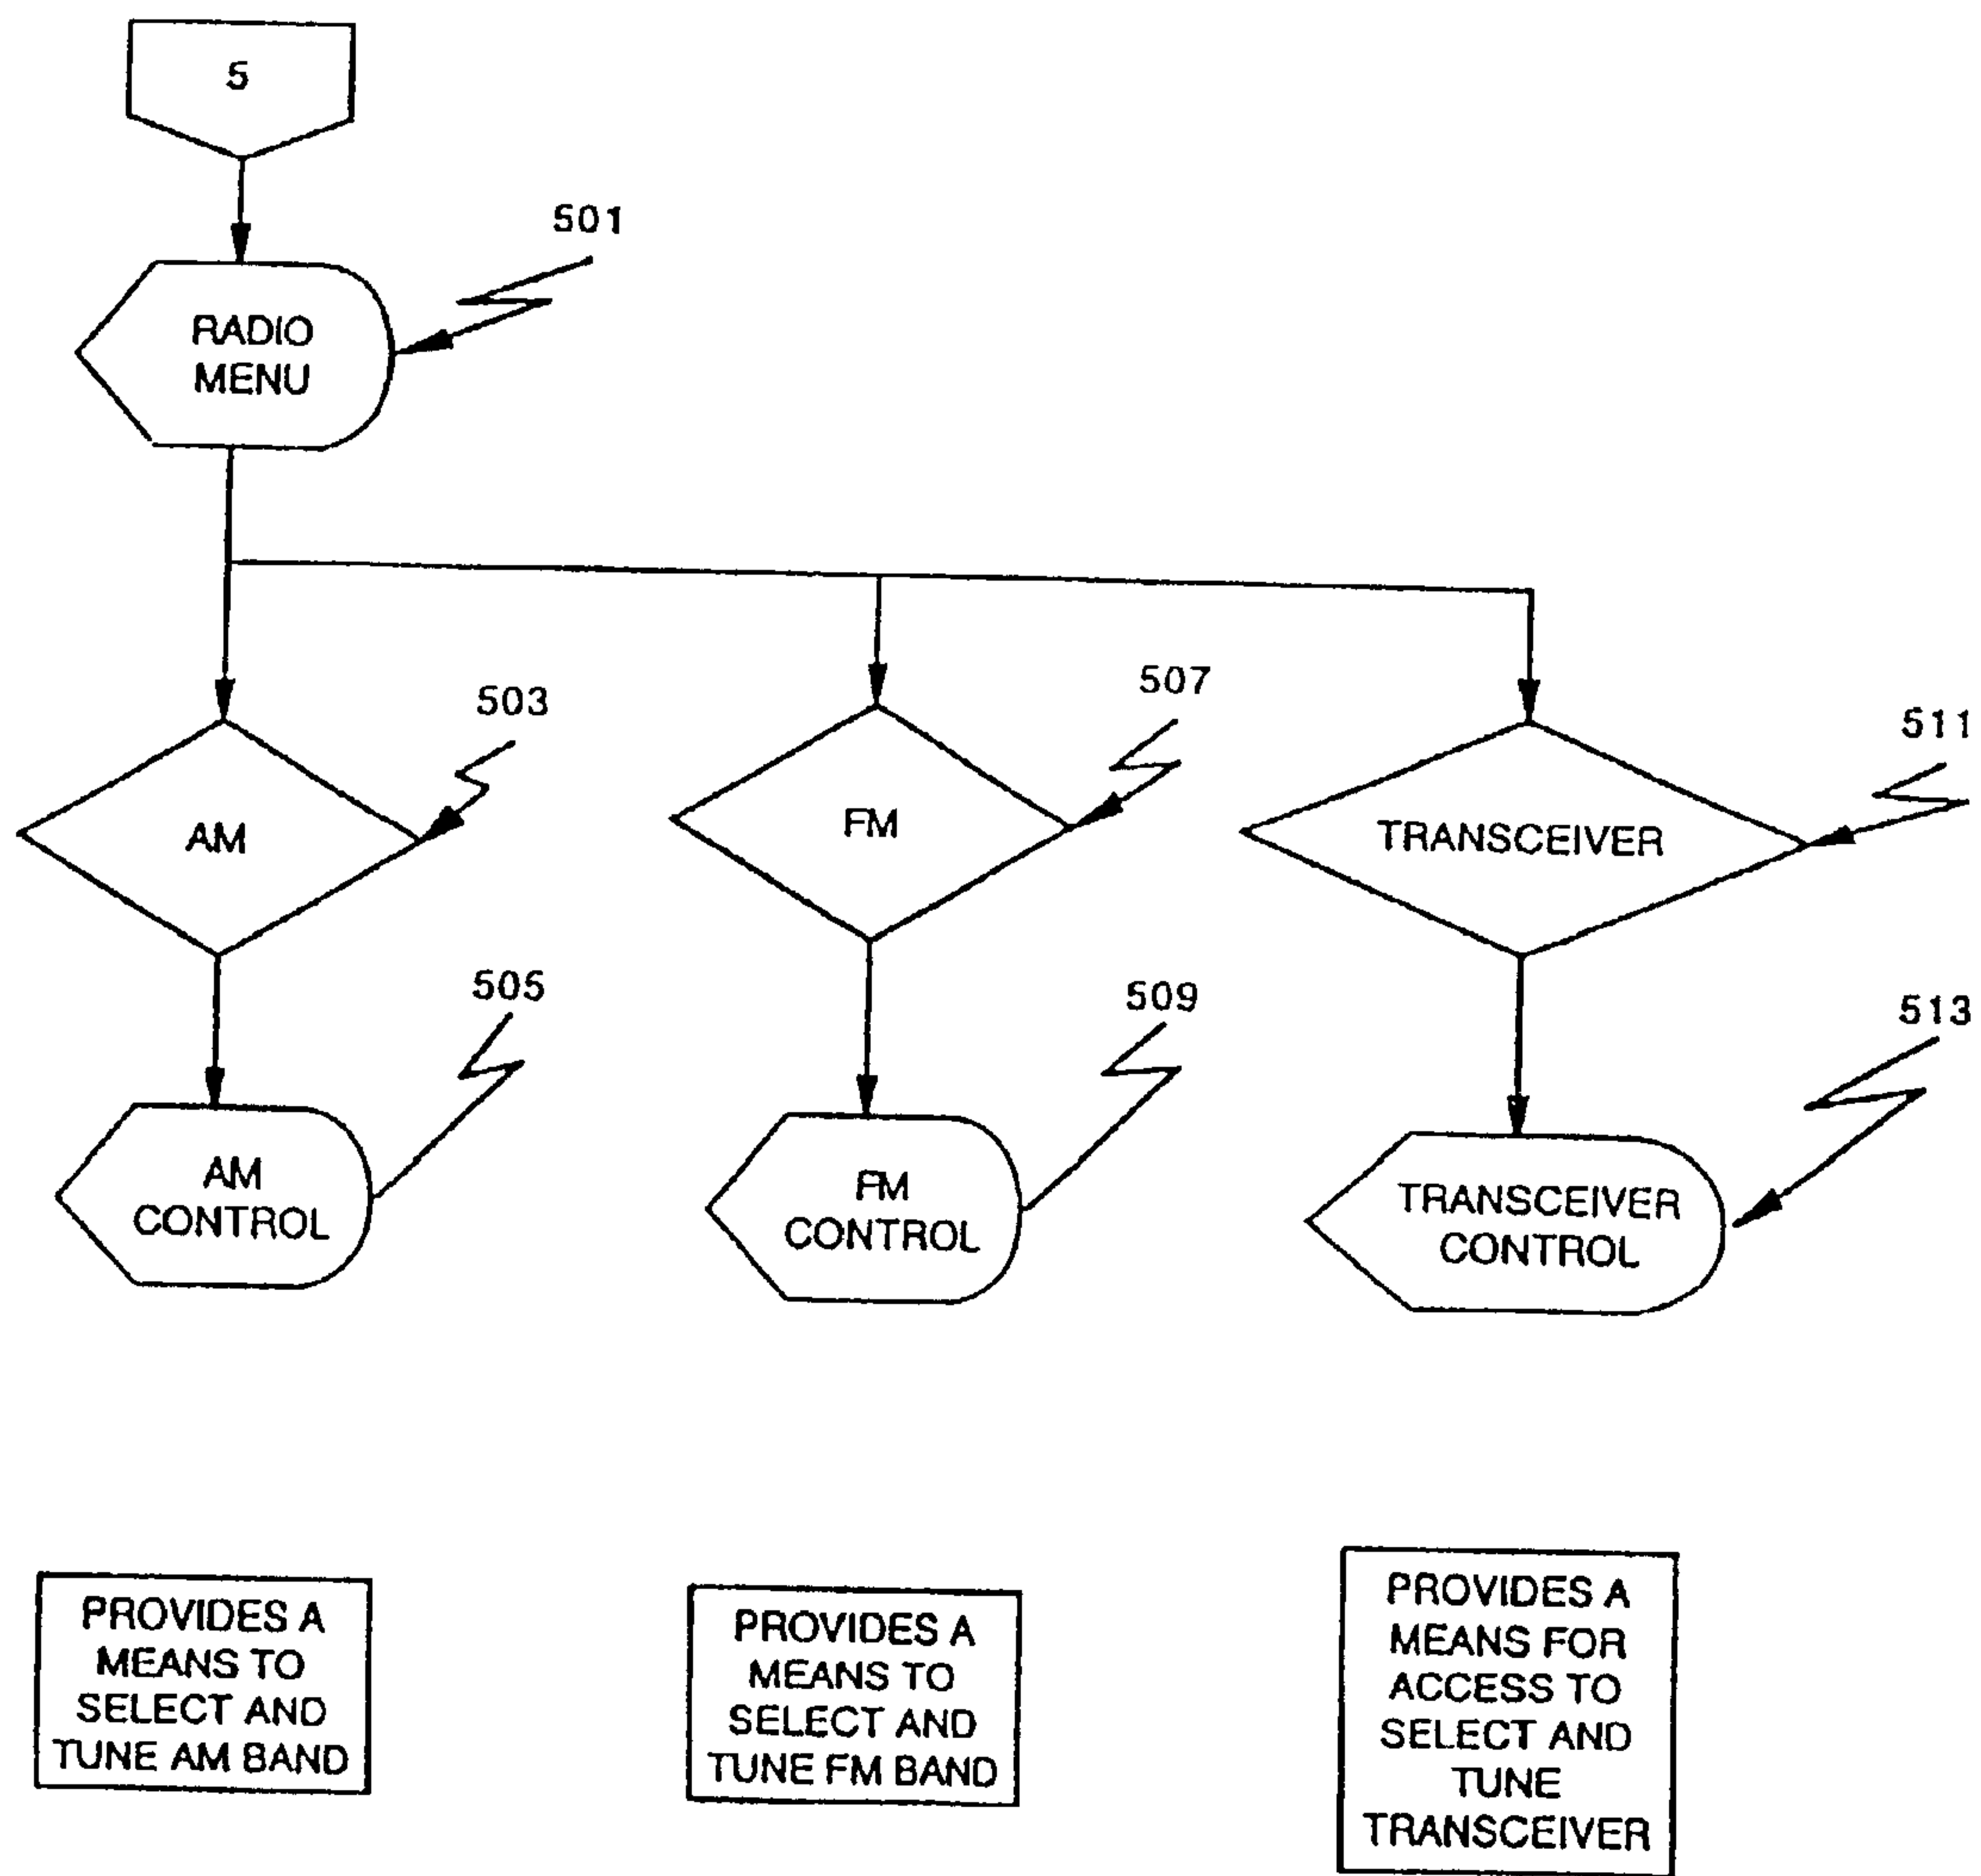 5
501
RADIO
MENU
503
507
511
AM
FM
TRANSCEIVER
505
509
513
AM
CONTROL
FM
CONTROL
TRANSCEIVER
CONTROL
PROVIDES A
MEANS TO
SELECT AND
TUNE AM BAND
PROVIDES A
MEANS TO
SELECT AND
TUNE FM BAND
PROVIDES A
MEANS FOR
ACCESS TO
SELECT AND
TUNE
TRANSCEIVER